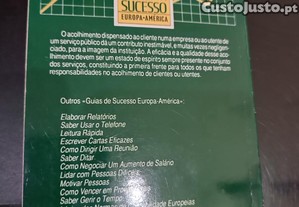 CustoJusto.pt
SUCESSO
EUROPA•AMÉRICA
O acolhimento dispensado ao cliente numa empresa ou ao utente de
um serviço público dá um contributo inestimável, e muitas vezes negligen-
ciado, para a imagem da instituição. A eficácia e a qualidade desse aco-
lhimento devem ser um estado de espírito sempre presente no conjunto
dos serviços, constituindo a primeira frente para todos os que tenham
responsabilidades no acolhimento de clientes ou utentes.
Outros «Guias de Sucesso Europa-América»:
Elaborar Relatórios
Saber Usar o Telefone
Leitura Rápida
Escrever Cartas Eficazes
Como Dirigir Uma Reunião
Saber Ditar
Como Negociar Um Aumento de Salário
Lidar com Pessoas Difíceis
Motivar Pessoas
Como Vencer em
Saber Gerir o Tempo
Normas Europeias